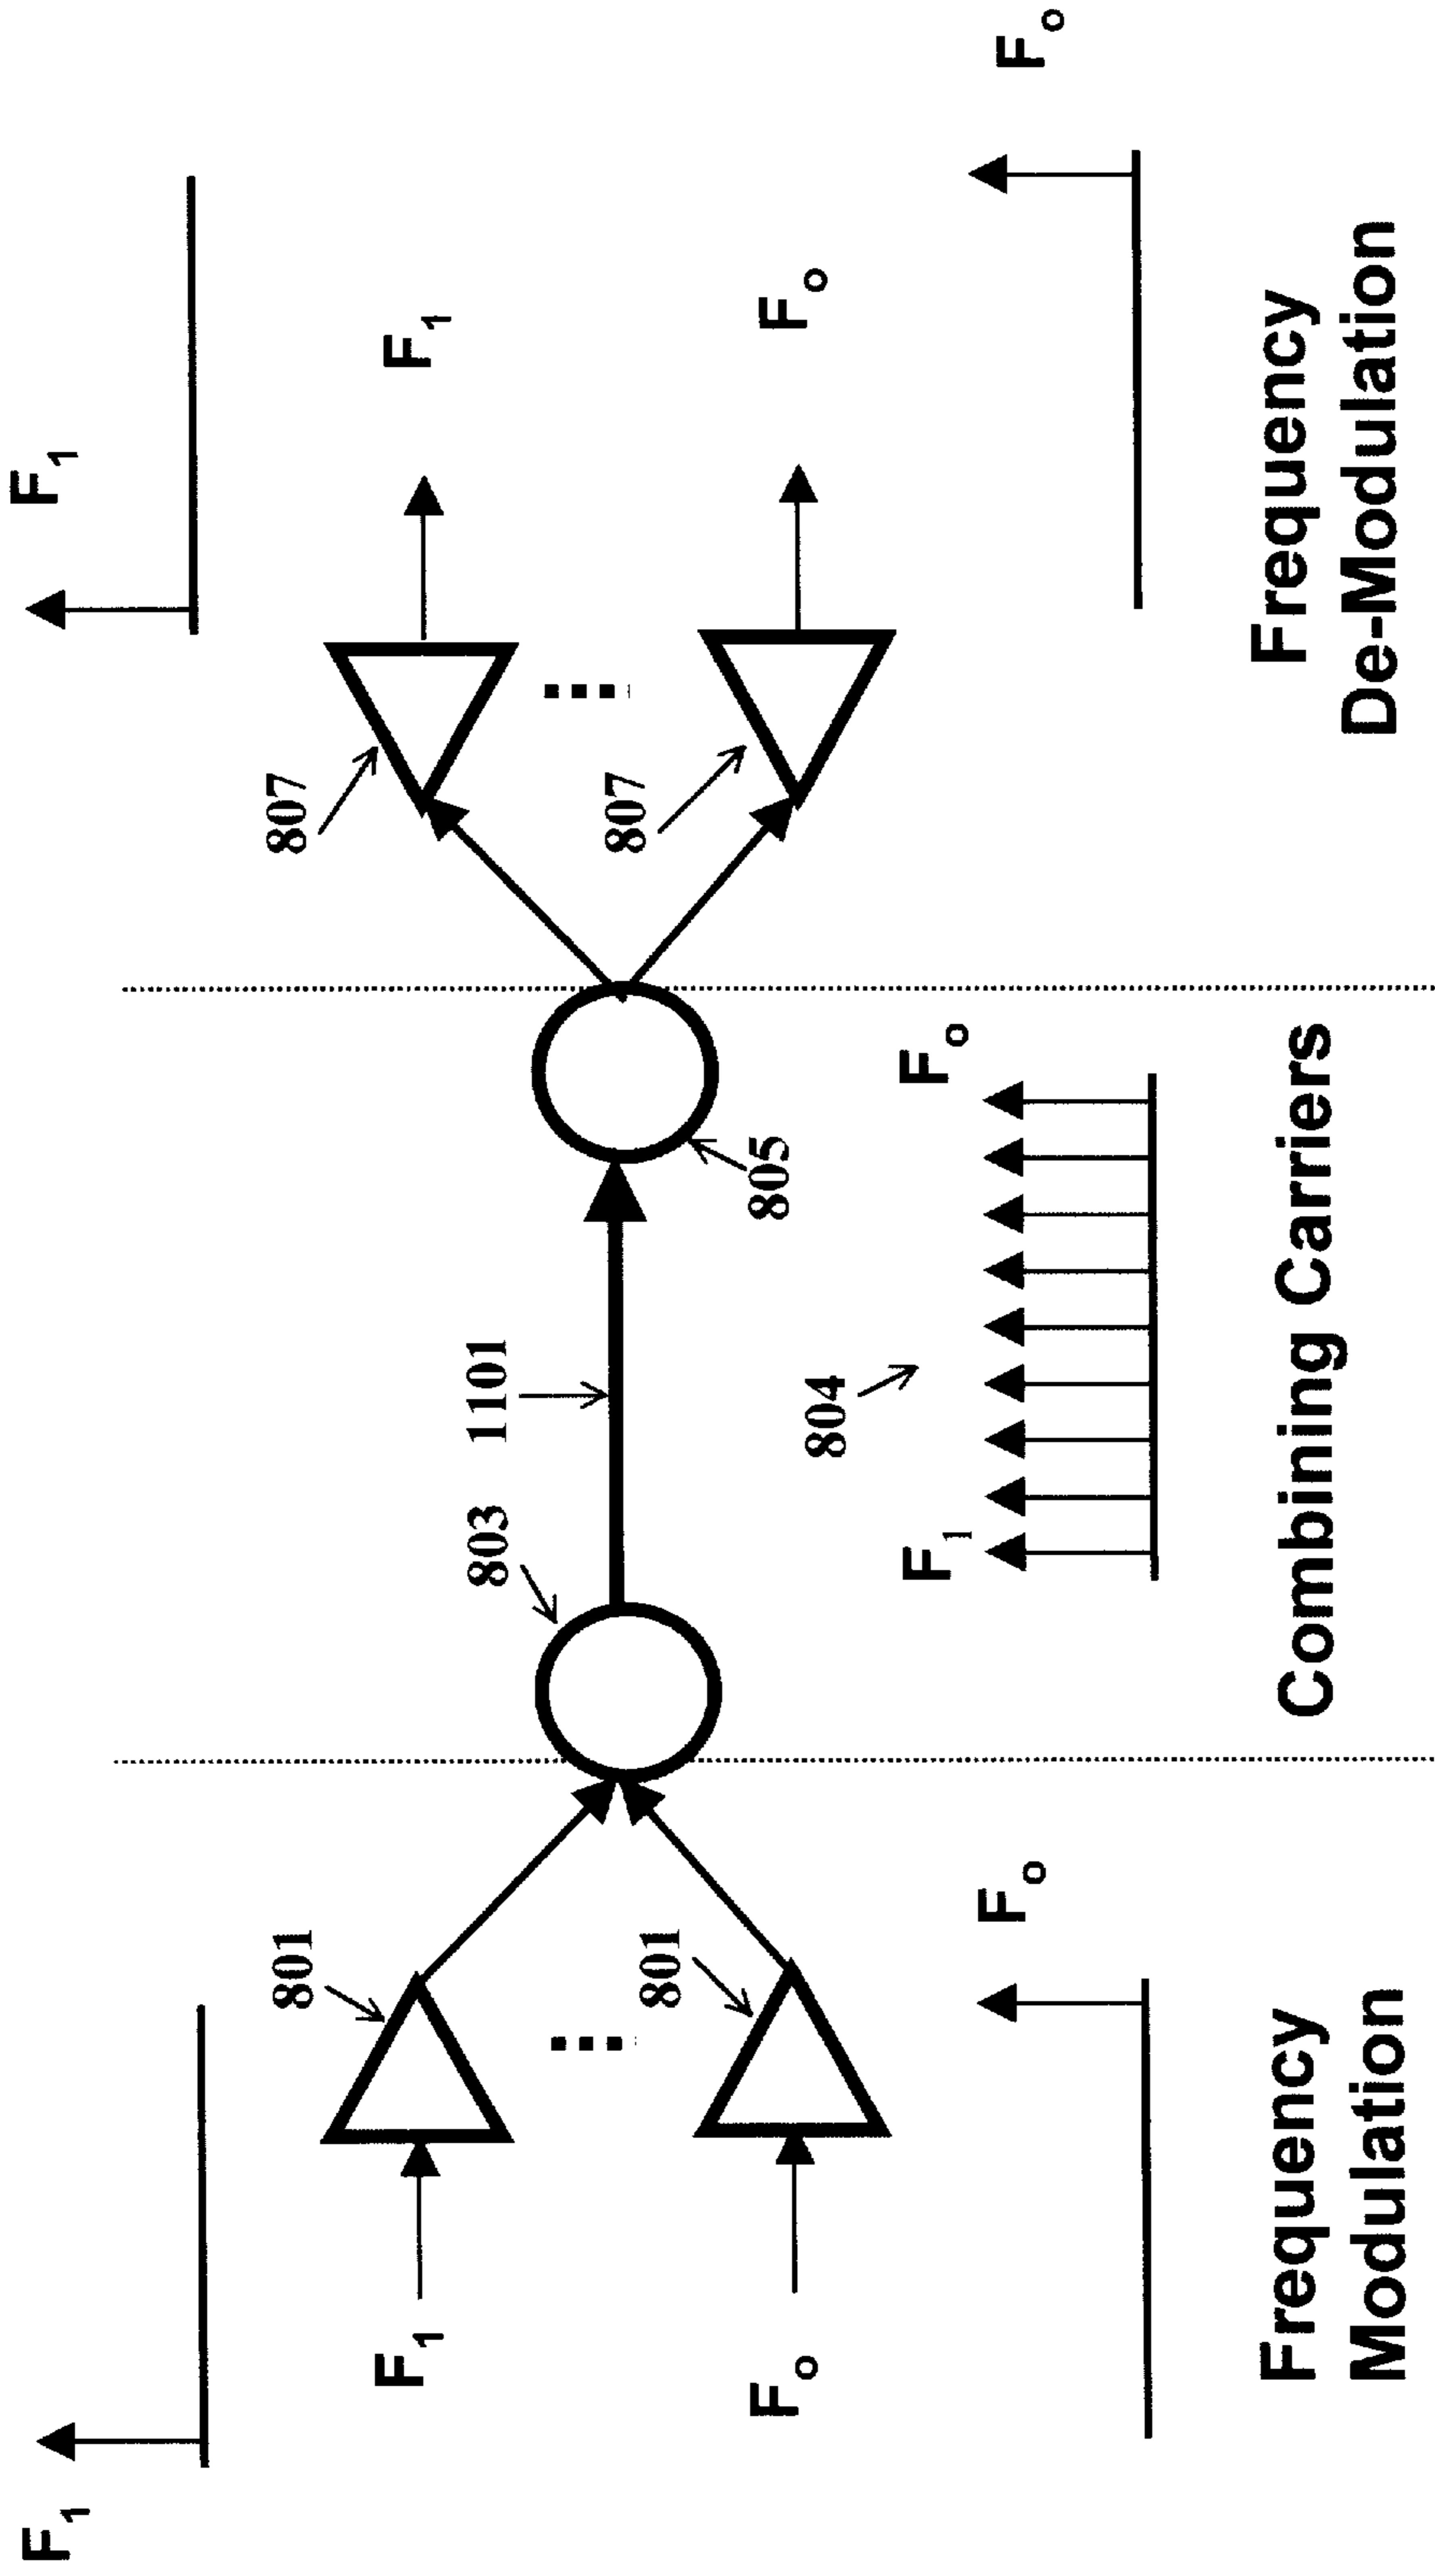 F1
F1
801
F1
803
1101
807
F1
801
Fo
804
805
807
Fo
Fo
F1
Fo
Fo
Frequency
Modulation
Combining Carriers
Frequency
De-Modulation